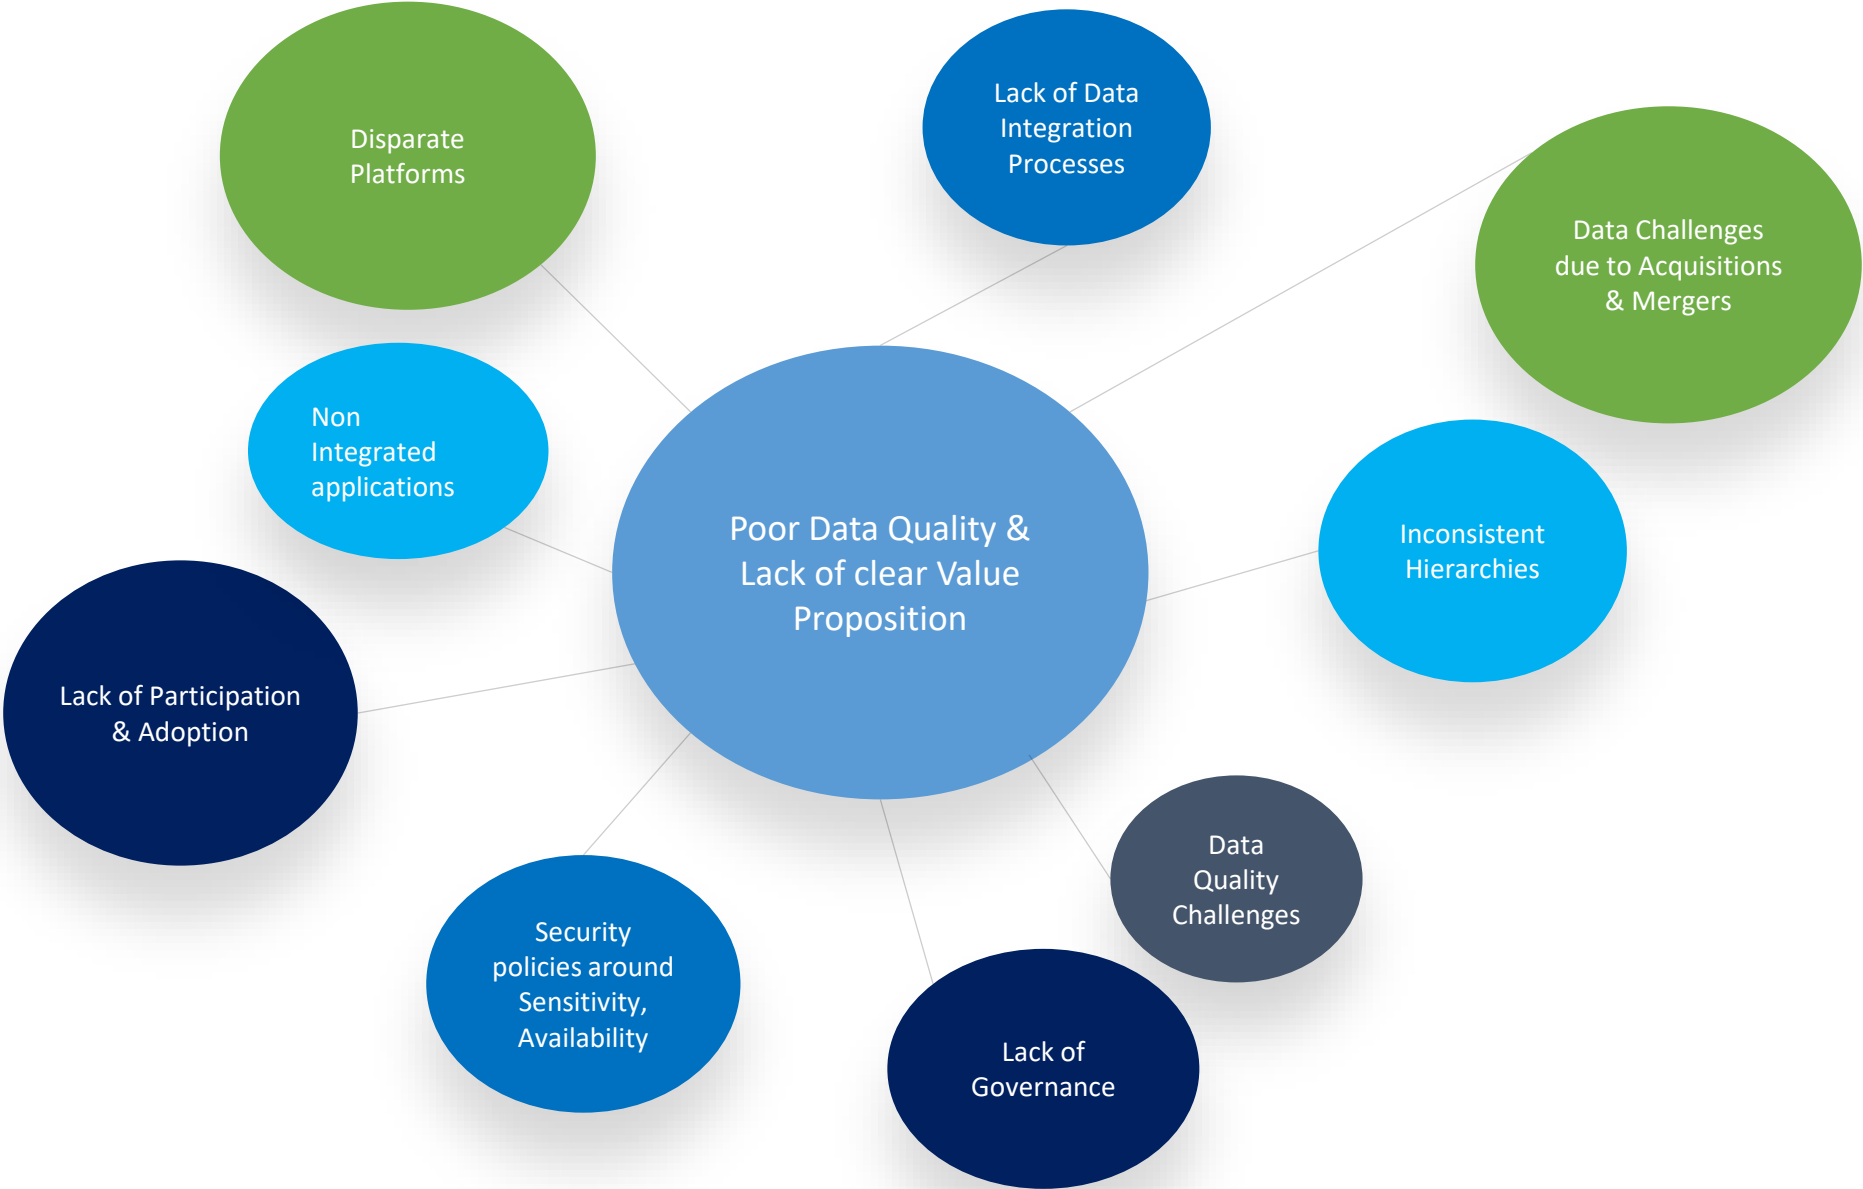 Disparate
Platforms
Lack of Data
Integration
Processes
Data Challenges
due to Acquisitions
& Mergers
Non
Integrated
applications
Poor Data Quality &
Lack of clear Value
Proposition
Inconsistent
Hierarchies
Lack of Participation
& Adoption
Data
Quality
Challenges
Security
policies around
Sensitivity,
Availability
Lack of
Governance